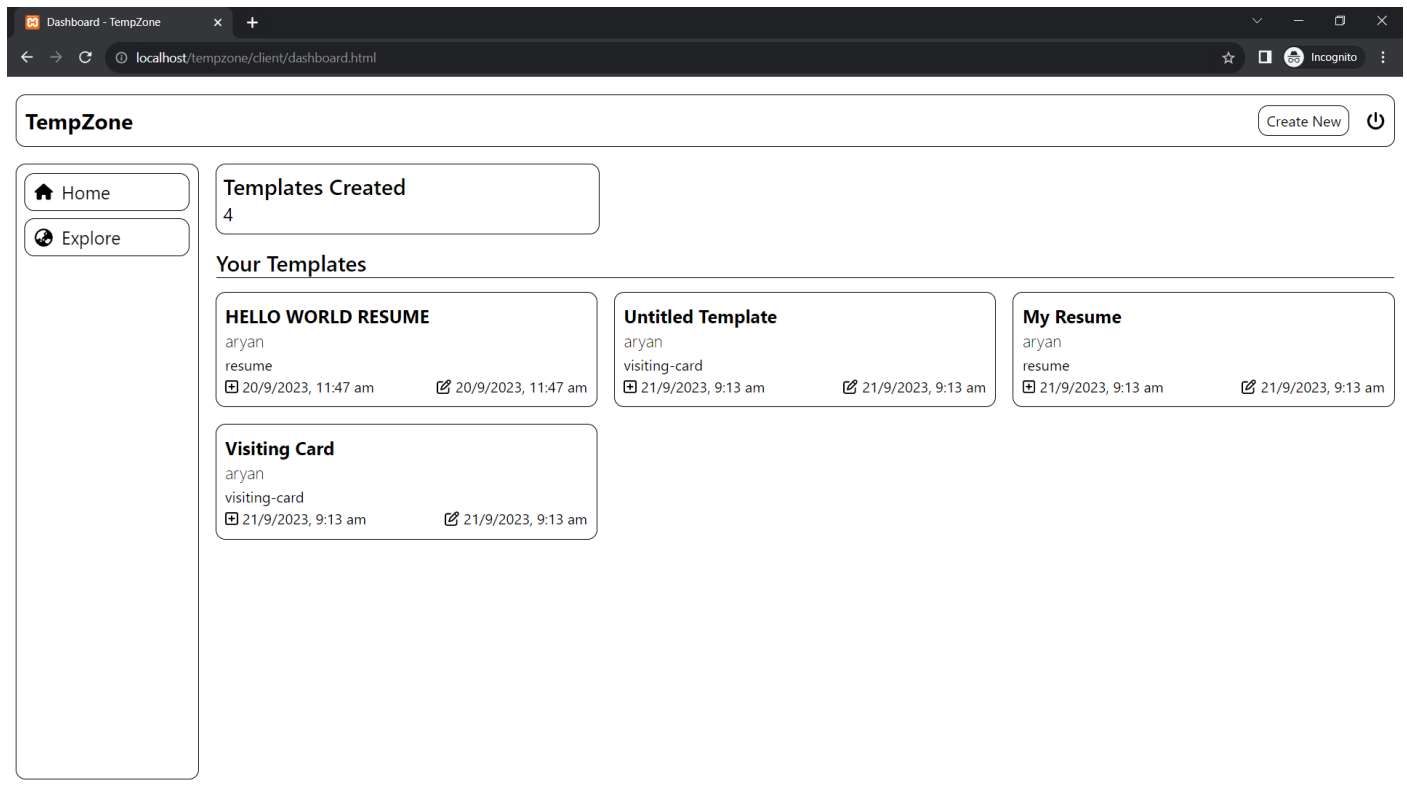 Dashboard - TempZone
localhost/tempzone/client/dashboard.html
Incognito
TempZone
Create New
Home
Explore
Templates Created
4
Your Templates
HELLO WORLD RESUME
aryan
resume
20/9/2023, 11:47 am 20/9/2023, 11:47 am
Untitled Template
aryan
visiting-card
21/9/2023, 9:13 am 21/9/2023, 9:13 am
My Resume
aryan
resume
21/9/2023, 9:13 am 21/9/2023, 9:13 am
Visiting Card
aryan
visiting-card
21/9/2023, 9:13 am 21/9/2023, 9:13 am